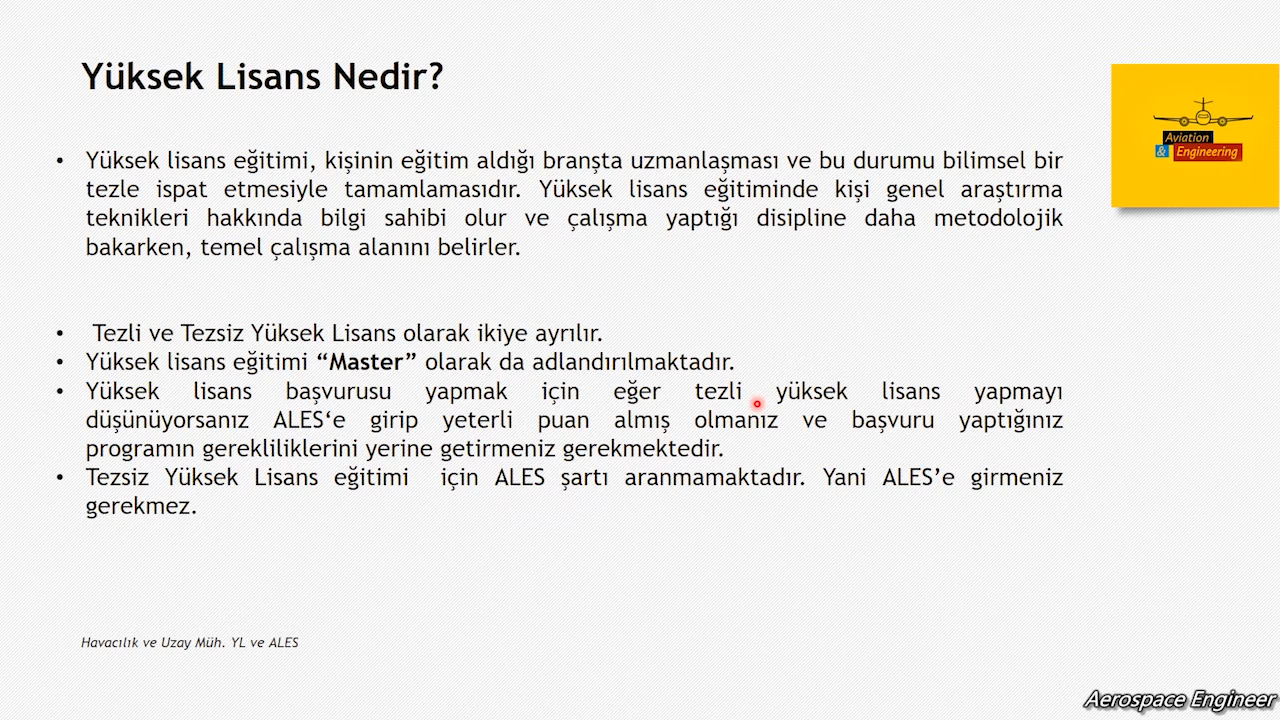 Yüksek Lisans Nedir?
Aviation
& Engineering
• Yüksek lisans eğitimi, kişinin eğitim aldığı branşta uzmanlaşması ve bu durumu bilimsel bir
tezle ispat etmesiyle tamamlamasıdır. Yüksek lisans eğitiminde kişi genel araştırma
teknikleri hakkında bilgi sahibi olur ve çalışma yaptığı disipline daha metodolojik
bakarken, temel çalışma alanını belirler.
• Tezli ve Tezsiz Yüksek Lisans olarak ikiye ayrılır.
• Yüksek lisans eğitimi “Master” olarak da adlandırılmaktadır.
• Yüksek lisans başvurusu yapmak için eğer tezli yüksek lisans yapmayı
düşünüyorsanız ALES‘e girip yeterli puan almış olmanız ve başvuru yaptığınız
programın gerekliliklerini yerine getirmeniz gerekmektedir.
• Tezsiz Yüksek Lisans eğitimi için ALES şartı aranmamaktadır. Yani ALES’e girmeniz
gerekmez.
Havacılık ve Uzay Müh. YL ve ALES
Aerospace Engineer